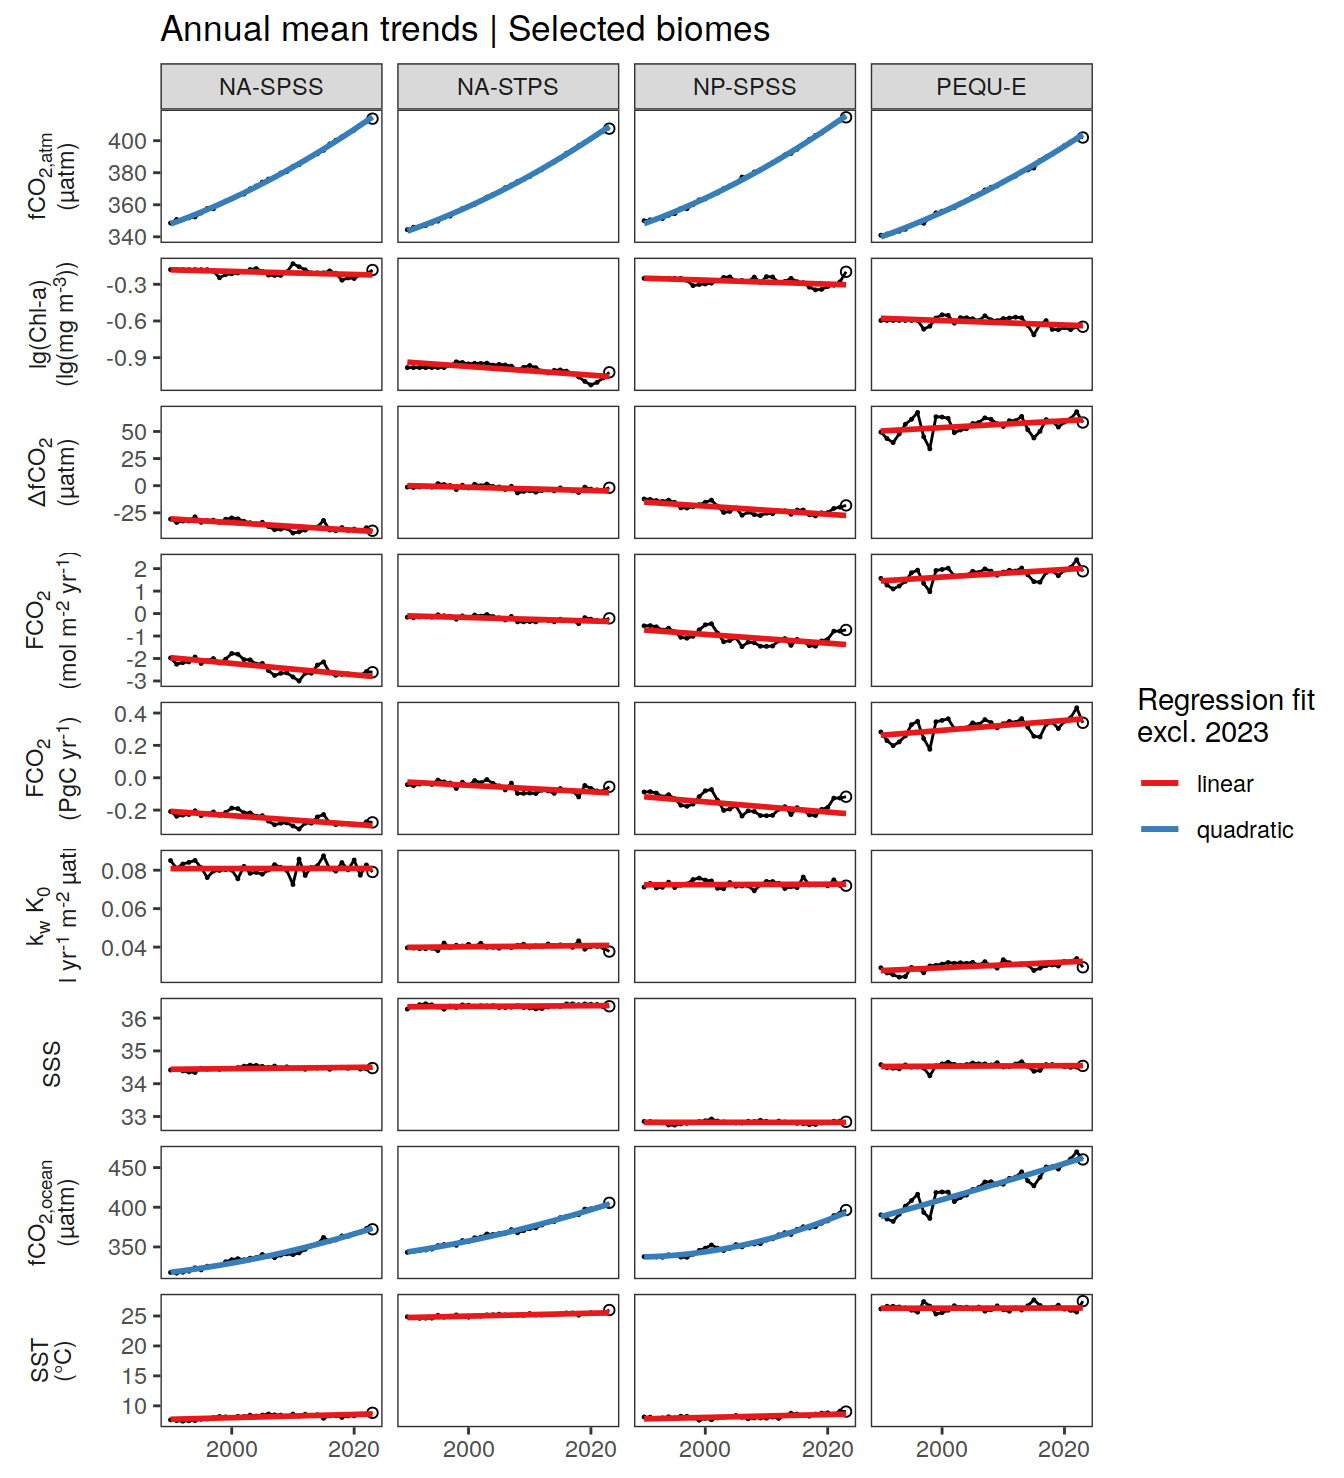 Annual mean trends | Selected biomes
NA-SPSS
NA-STPS
NP-SPSS
PEQU-E
fCO2,atm
(µatm)
400
380
360
340
lg(Chl-a)
(lg(mg m-3))
-0.3
-0.6
-0.9
ΔfCO2
(µatm)
50
25
0
-25
FCO2
(mol m-2 yr-1)
2
1
0
-1
-2
-3
FCO2
(PgC yr-1)
0.4
0.2
0.0
-0.2
kw K0
yr-1 m-2
0.08
0.06
0.04
SSS
36
35
34
33
fCO2,ocean
(µatm)
450
400
350
SST
(°C)
25
20
15
10
2000
2020
2000
2020
2000
2020
2000
2020
Regression fit
excl. 2023
linear
quadratic